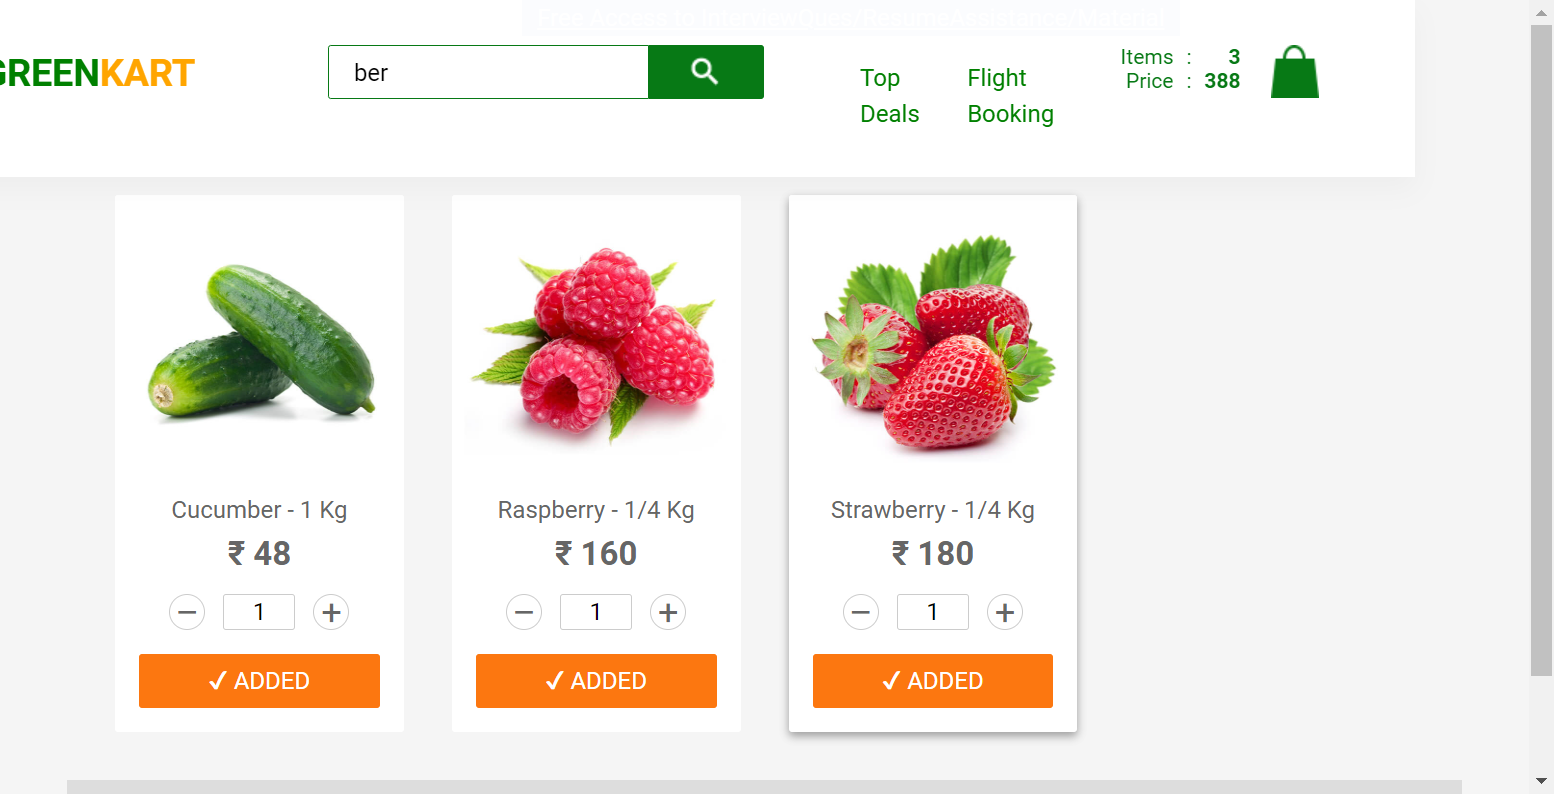 Free Access to InterviewQues/ResumeAssistance/Material
GREENKART
ber
Top Deals
Flight Booking
Items : 3
Price : 388
Cucumber - 1 Kg
₹ 48
1
✓ ADDED
Raspberry - 1/4 Kg
₹ 160
1
✓ ADDED
Strawberry - 1/4 Kg
₹ 180
1
✓ ADDED